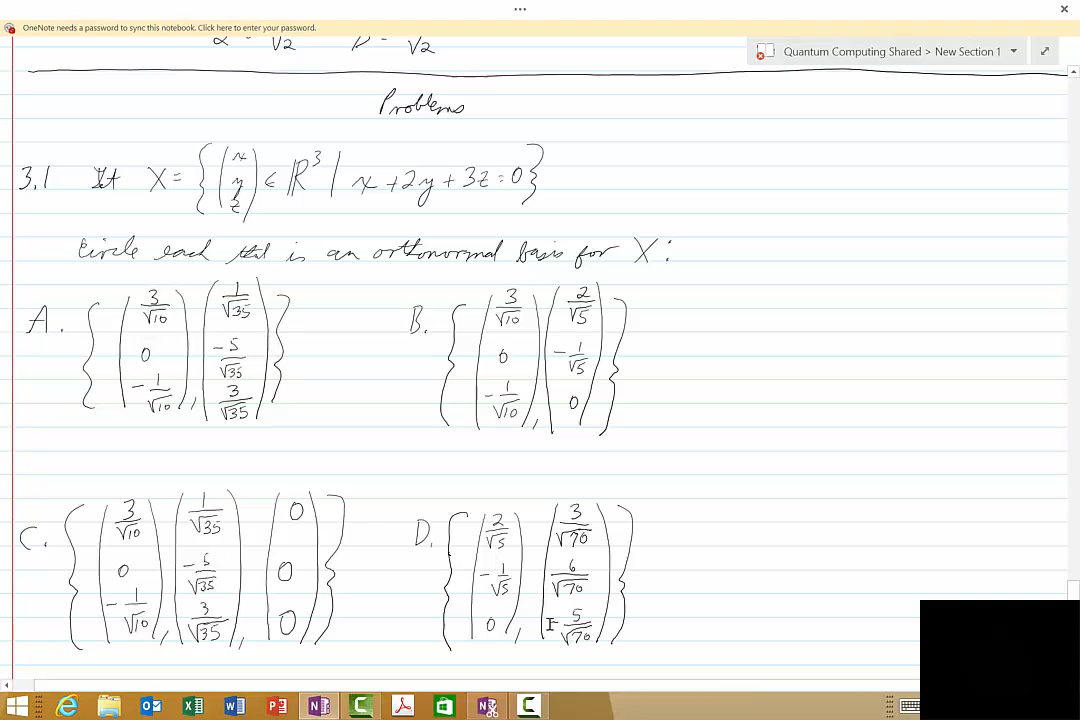 OneNote needs a password to sync this notebook. Click here to enter your password.
Quantum Computing Shared > New Section 1
√2 √2
Problems
3.1 Let X = { (x y z) ∈ ℝ³ | x + 2y + 3z = 0 }
Circle each that is an orthonormal basis for X:
A. { (3/√10 0 -1/√10), (1/√35 -5/√35 3/√35) }
B. { (3/√10 0 -1/√10), (2/√5 -1/√5 0) }
C. { (3/√10 0 -1/√10), (1/√35 -5/√35 3/√35), (0 0 0) }
D. { (2/√5 -1/√5 0), (3/√70 6/√70 -5/√70) }